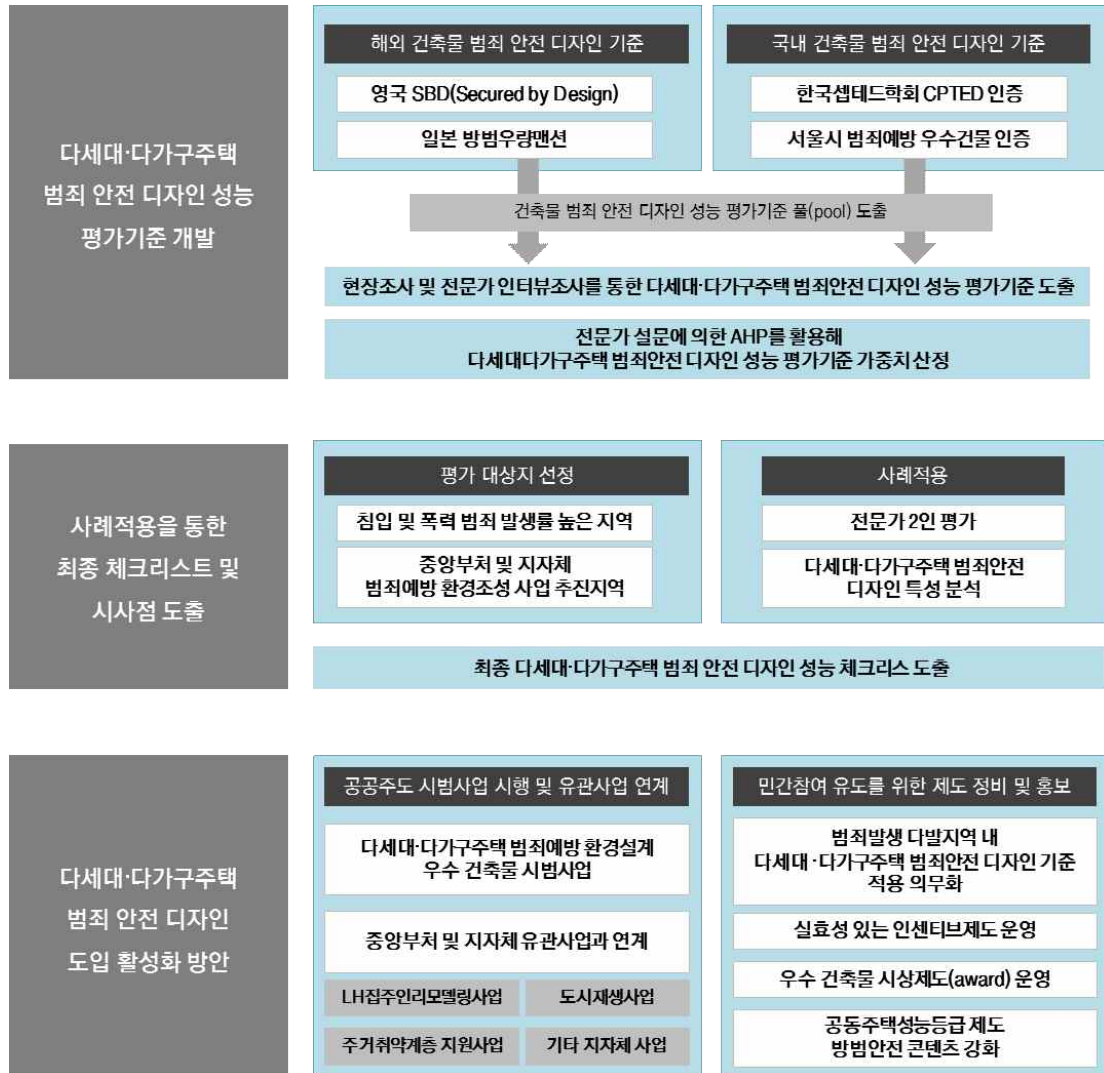 다세대·다가구주택
범죄 안전 디자인 성능
평가기준 개발
해외 건축물 범죄 안전 디자인 기준
영국 SBD(Secured by Design)
일본 방범우량맨션
국내 건축물 범죄 안전 디자인 기준
한국셉테드학회 CPTED 인증
서울시 범죄예방 우수건물 인증
건축물 범죄 안전 디자인 성능 평가기준 풀(pool) 도출
현장조사 및 전문가 인터뷰조사를 통한 다세대·다가구주택 범죄안전 디자인 성능 평가기준 도출
전문가 설문에 의한 AHP를 활용해
다세대다가구주택 범죄안전 디자인 성능 평가기준 가중치 산정
사례적용을 통한
최종 체크리스트 및
시사점 도출
평가 대상지 선정
침입 및 폭력 범죄 발생률 높은 지역
중앙부처 및 지자체
범죄예방 환경조성 사업 추진지역
사례적용
전문가 2인 평가
다세대·다가구주택 범죄안전
디자인 특성 분석
최종 다세대·다가구주택 범죄 안전 디자인 성능 체크리스 도출
다세대·다가구주택
범죄 안전 디자인
도입 활성화 방안
공공주도 시범사업 시행 및 유관사업 연계
다세대·다가구주택 범죄예방 환경설계
우수 건축물 시범사업
중앙부처 및 지자체 유관사업과 연계
LH집주인리모델링사업
도시재생사업
주거취약계층 지원사업
기타 지자체 사업
민간참여 유도를 위한 제도 정비 및 홍보
범죄발생 다발지역 내
다세대·다가구주택 범죄안전 디자인 기준
적용 의무화
실효성 있는 인센티브제도 운영
우수 건축물 시상제도(award) 운영
공동주택성능등급 제도
방범안전 콘텐츠 강화